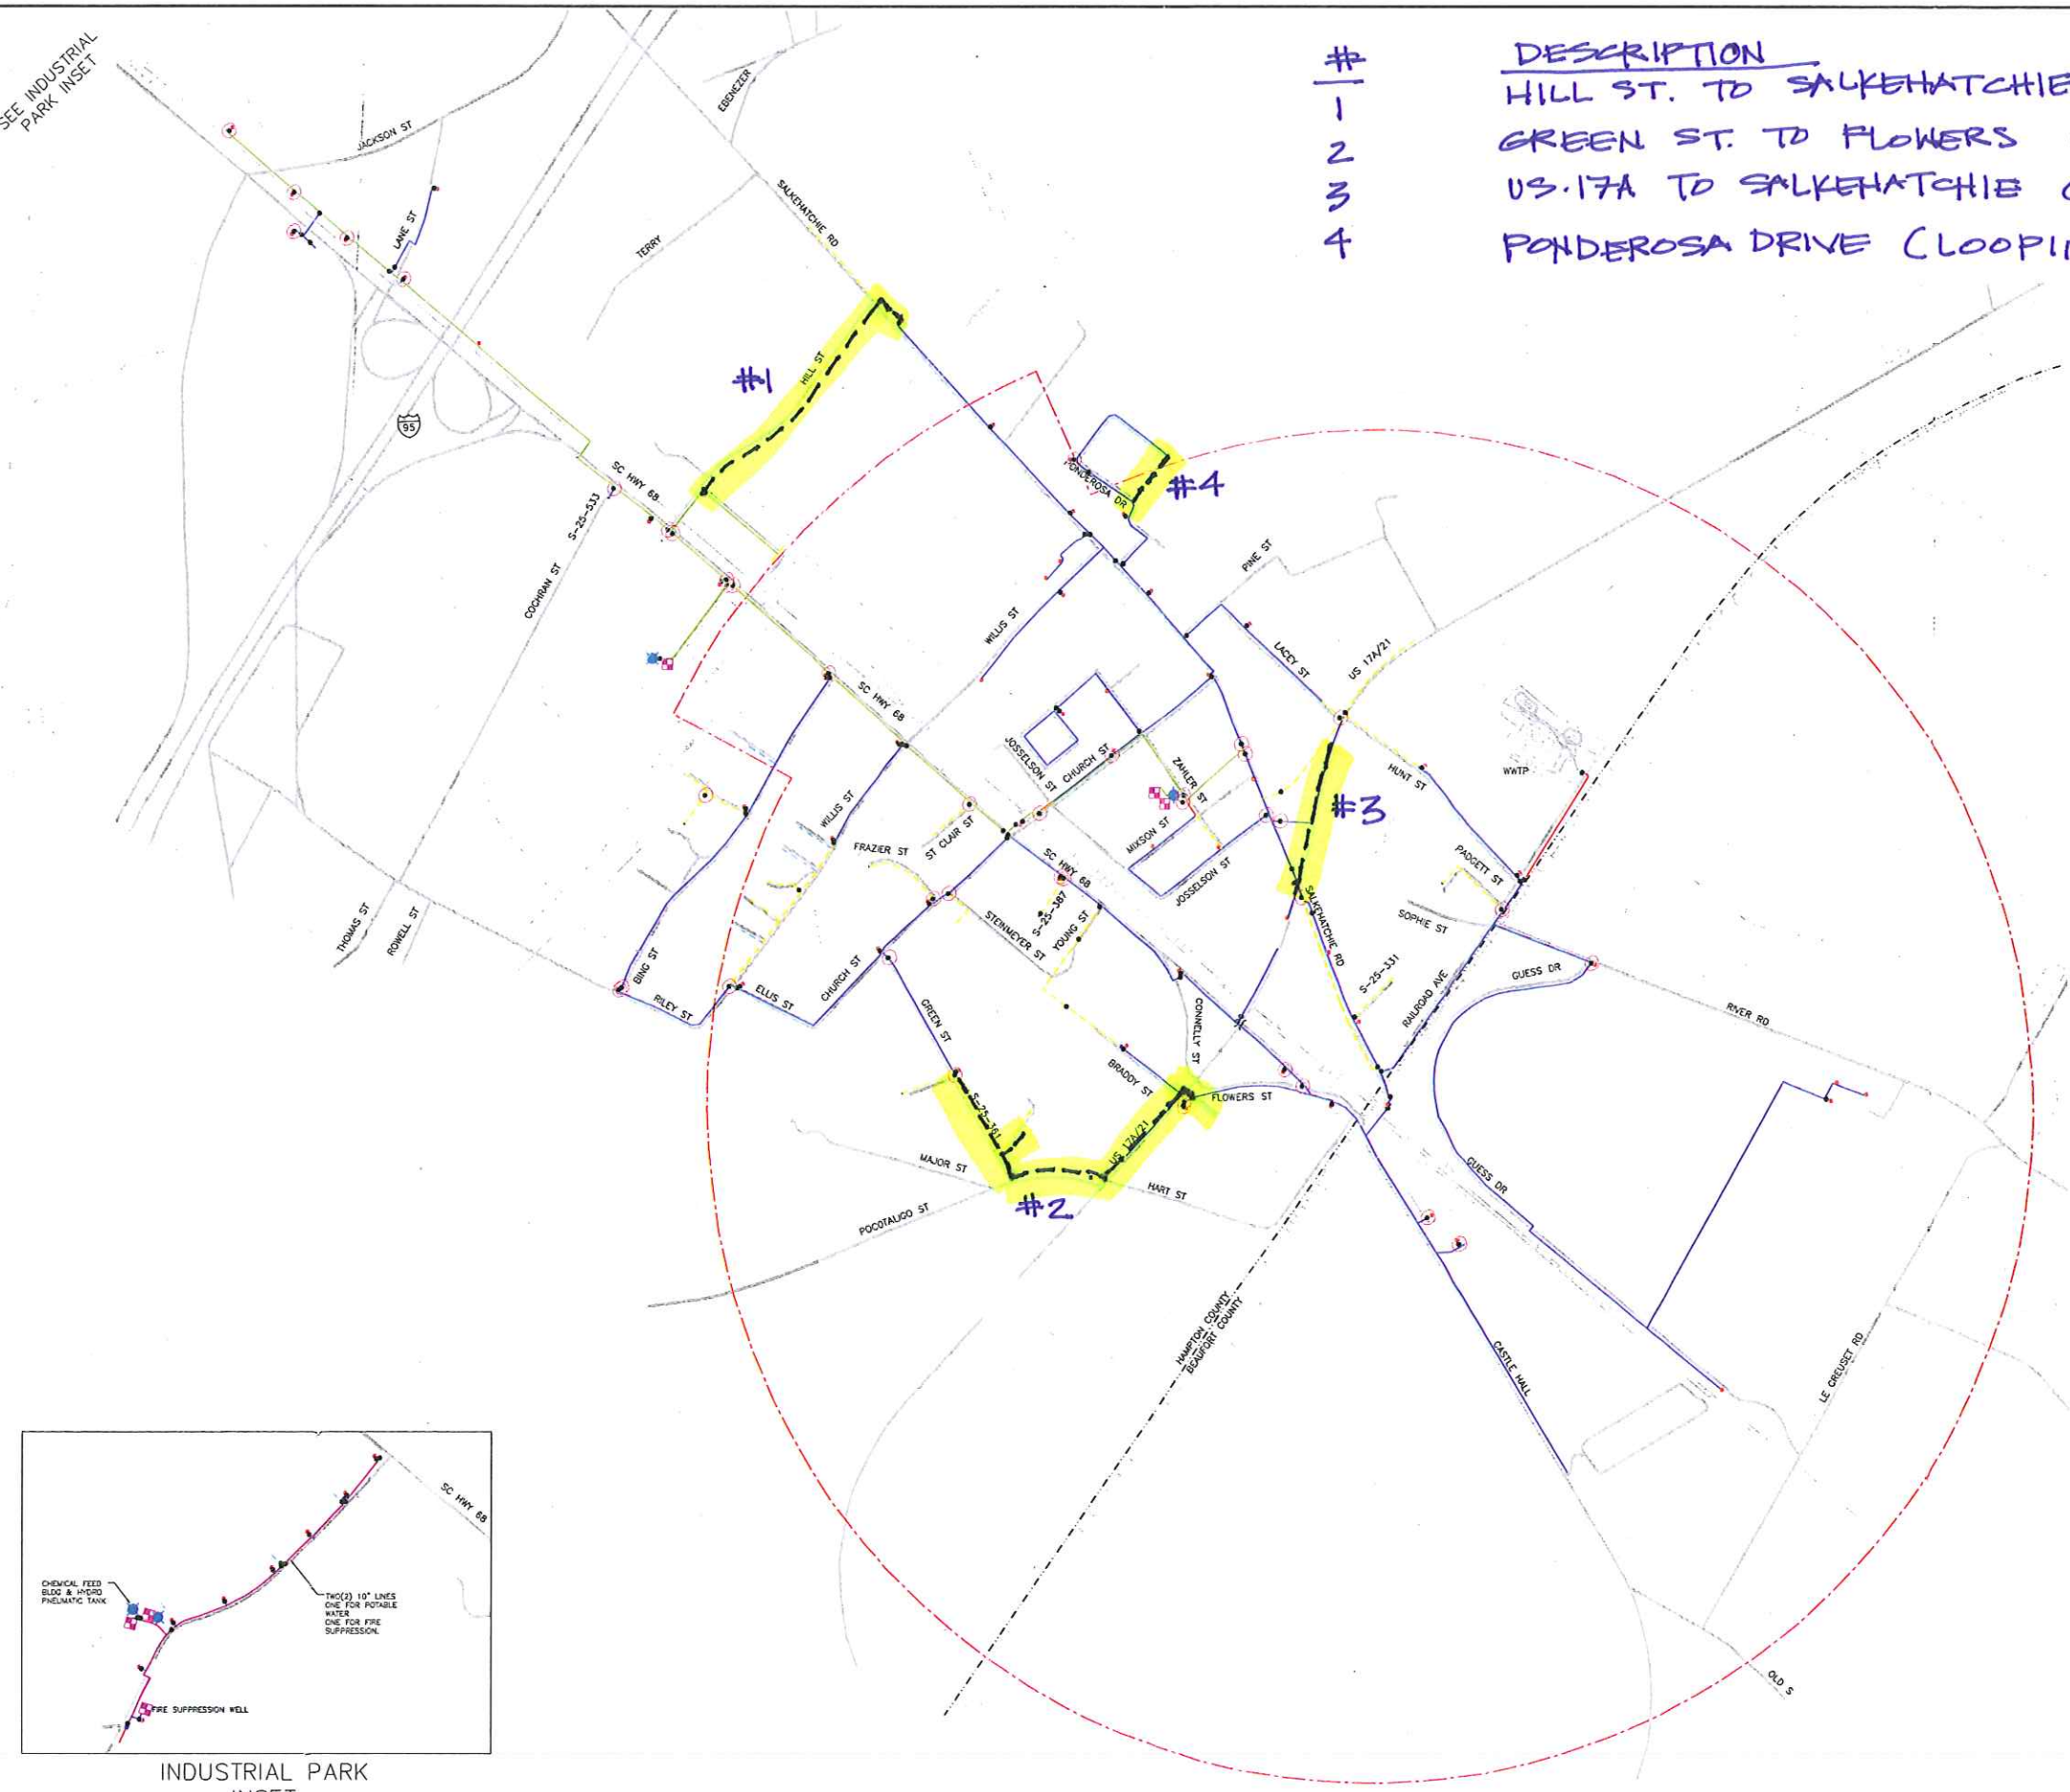 #
DESCRIPTION
1
HILL ST. TO SALKEHATCHIE
2
GREEN ST. TO FLOWERS
3
US.17A TO SALKEHATCHIE
4
PONDEROSA DRIVE (LOOPI
SEE INDUSTRIAL
PARK INSET
EBENEZER
JACKSON ST
LANE ST
SALKEHATCHIE RD
TERRY
95
HILL ST
#1
SC HWY 68
S-25-533
COCHRAN ST
PONDEROSA DR
#4
PINE ST
WILLIS ST
LACEY ST
US 17A/21
SC HWY 68
JOSSELSON ST
CHURCH ST
ZAHLER ST
HUNT ST
WWTP
#3
WILLIS ST
FRAZIER ST
ST CLAIR ST
MIXSON ST
SC HWY 68
JOSSELSON ST
PADGETT ST
SOPHIE ST
SALKEHATCHIE RD
S-25-387
YOUNG ST
STEINMEYER ST
THOMAS ST
ROWELL ST
BING ST
RILEY ST
ELLIS ST
CHURCH ST
GREEN ST
CONNELLY ST
S-25-331
RAILROAD AVE
GUESS DR
RIVER RD
BRADDY ST
FLOWERS ST
S-25-361
US 17A/21
MAJOR ST
HART ST
POCOTALIGO ST
#2
GUESS DR
HAMPTON COUNTY
BEAUFORT COUNTY
CASTLE HALL
LE CREUSET RD
OLD S
SC HWY 68
CHEMICAL FEED
BLDG & HYDRO
PNEUMATIC TANK
TWO(2) 10" LINES
ONE FOR POTABLE
WATER
ONE FOR FIRE
SUPPRESSION.
FIRE SUPPRESSION WELL
INDUSTRIAL PARK
INSET